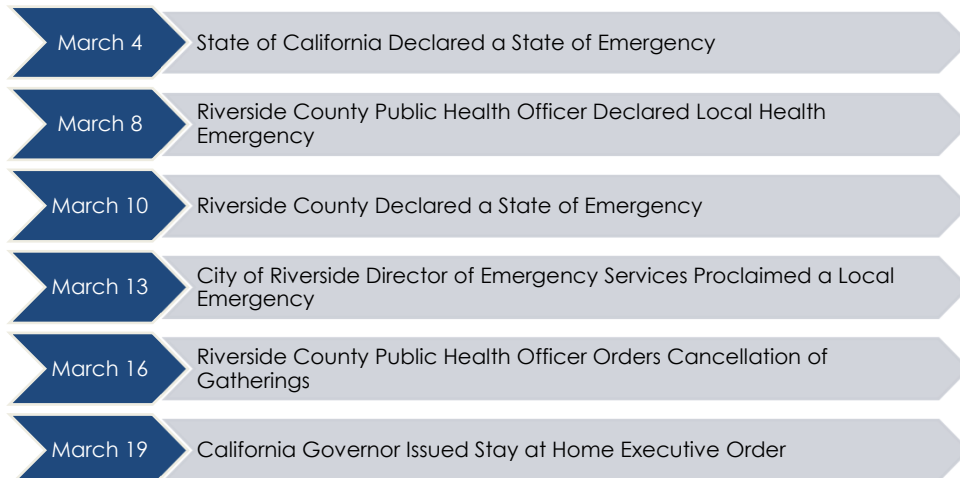 March 4
State of California Declared a State of Emergency
March 8
Riverside County Public Health Officer Declared Local Health
Emergency
March 10
Riverside County Declared a State of Emergency
March 13
City of Riverside Director of Emergency Services Proclaimed a Local
Emergency
March 16
Riverside County Public Health Officer Orders Cancellation of
Gatherings
March 19
California Governor Issued Stay at Home Executive Order